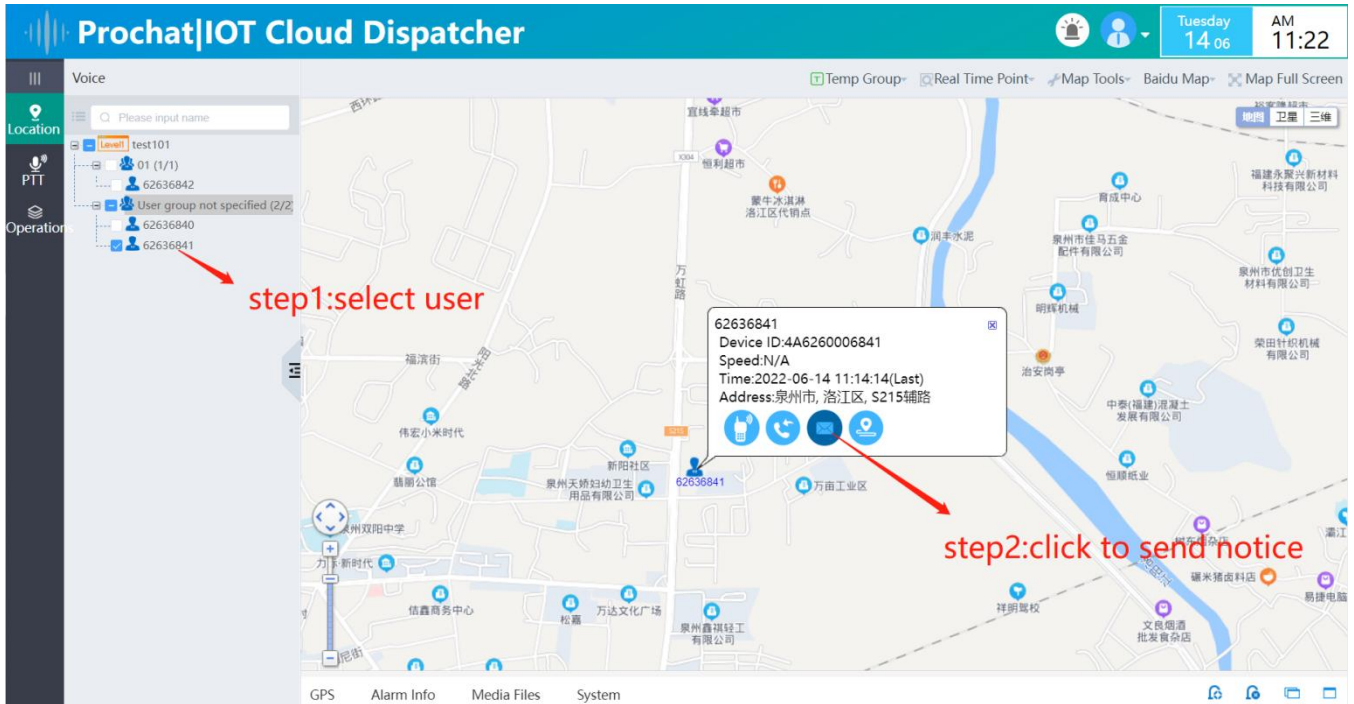 Prochat|IOT Cloud Dispatcher
Tuesday
14 06
AM
11:22
Voice
Temp Group
Real Time Point
Map Tools
Baidu Map
Map Full Screen
Location
PTT
Operations
Please input name
Level1 test101
01 (1/1)
62636842
User group not specified (2/2)
62636840
62636841
step1:select user
地图
卫星
三维
宜线牵超市
X304
恒利超市
蒙牛冰淇淋
洛江区代销点
润丰水泥
育成中心
泉州市佳马五金
配件有限公司
福建永聚兴新材料
科技有限公司
泉州市优创卫生
材料有限公司
明辉机械
荣田针织机械
有限公司
治安岗亭
中泰(福建)混凝土
发展有限公司
恒顺纸业
万虹路
福滨街
62636841
Device ID:4A6260006841
Speed:N/A
Time:2022-06-14 11:14:14(Last)
Address:泉州市, 洛江区, S215辅路
S215
伟宏小米时代
翡丽公馆
新阳社区
泉州天娇妇幼卫生
用品有限公司
62636841
万亩工业区
step2:click to send notice
泉州双阳中学
新时代
佶鑫商务中心
松嘉
万达文化广场
泉州鑫祺轻工
有限公司
祥明驾校
碾米猪卤料店
易捷电脑
文良烟酒
批发食杂店
GPS
Alarm Info
Media Files
System